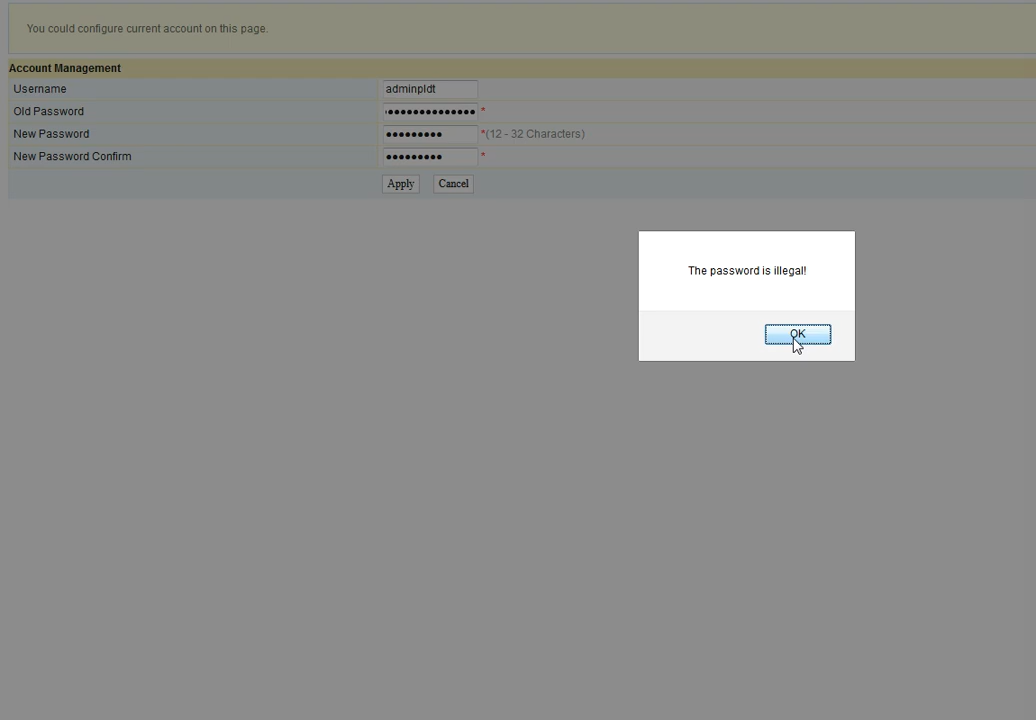 You could configure current account on this page.
Account Management
Username adminpldt
Old Password ●●●●●●●●●●●●●● *
New Password ●●●●●●●●● *(12 - 32 Characters)
New Password Confirm ●●●●●●●●● *
Apply Cancel
The password is illegal!
OK